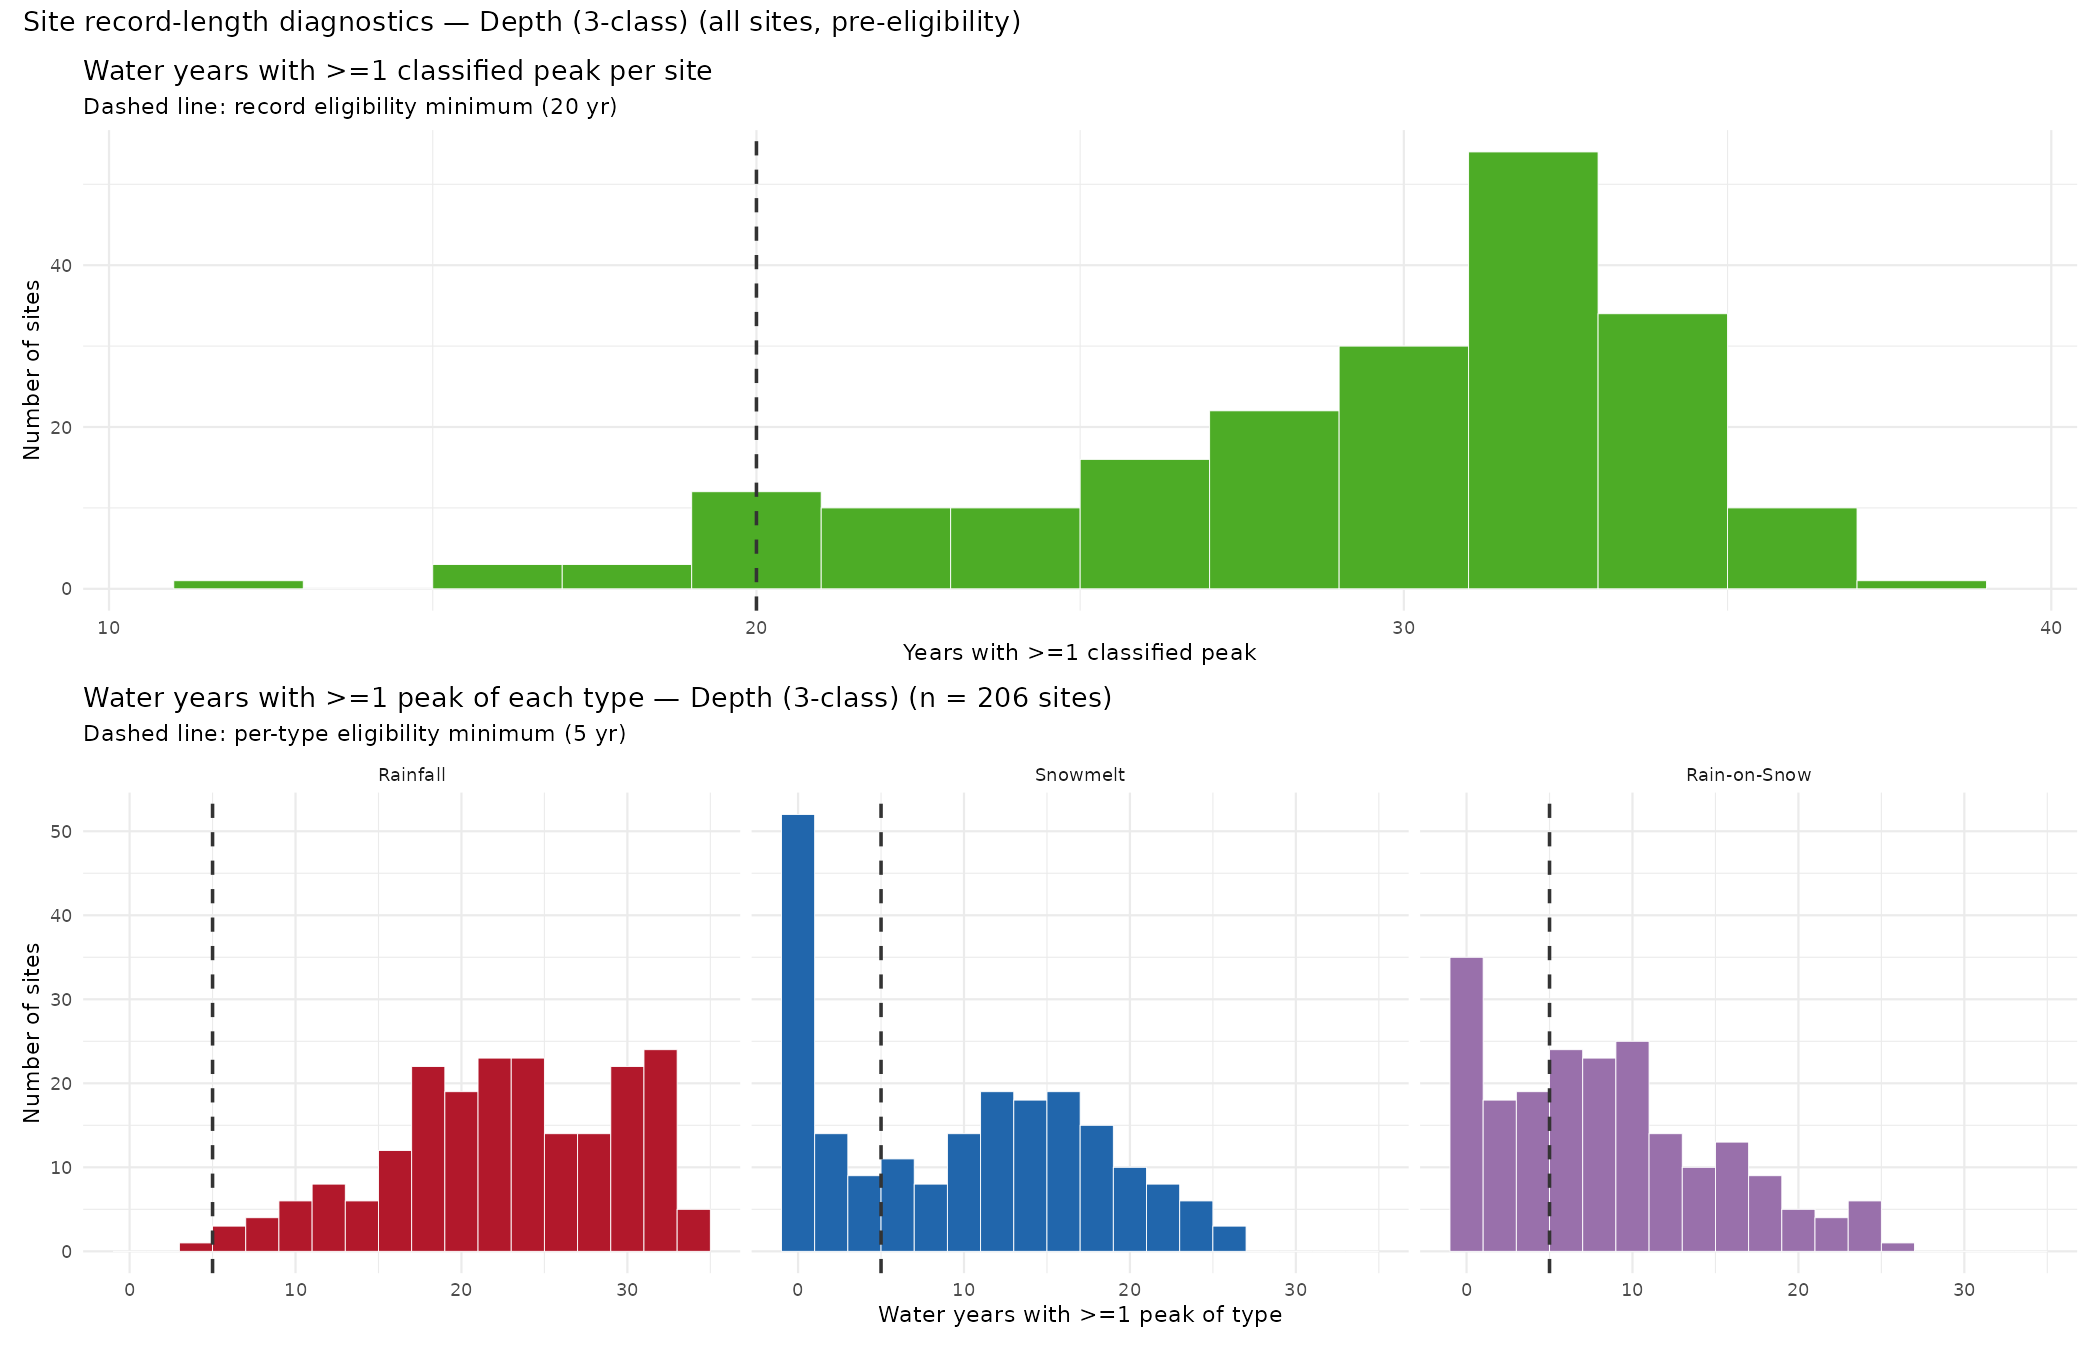 Site record-length diagnostics — Depth (3-class) (all sites, pre-eligibility)
Water years with >=1 classified peak per site
Dashed line: record eligibility minimum (20 yr)
Number of sites
40
20
0
10 20 30 40
Years with >=1 classified peak
Water years with >=1 peak of each type — Depth (3-class) (n = 206 sites)
Dashed line: per-type eligibility minimum (5 yr)
Rainfall Snowmelt Rain-on-Snow
Number of sites
50
40
30
20
10
0
0 10 20 30 0 10 20 30 0 10 20 30
Water years with >=1 peak of type